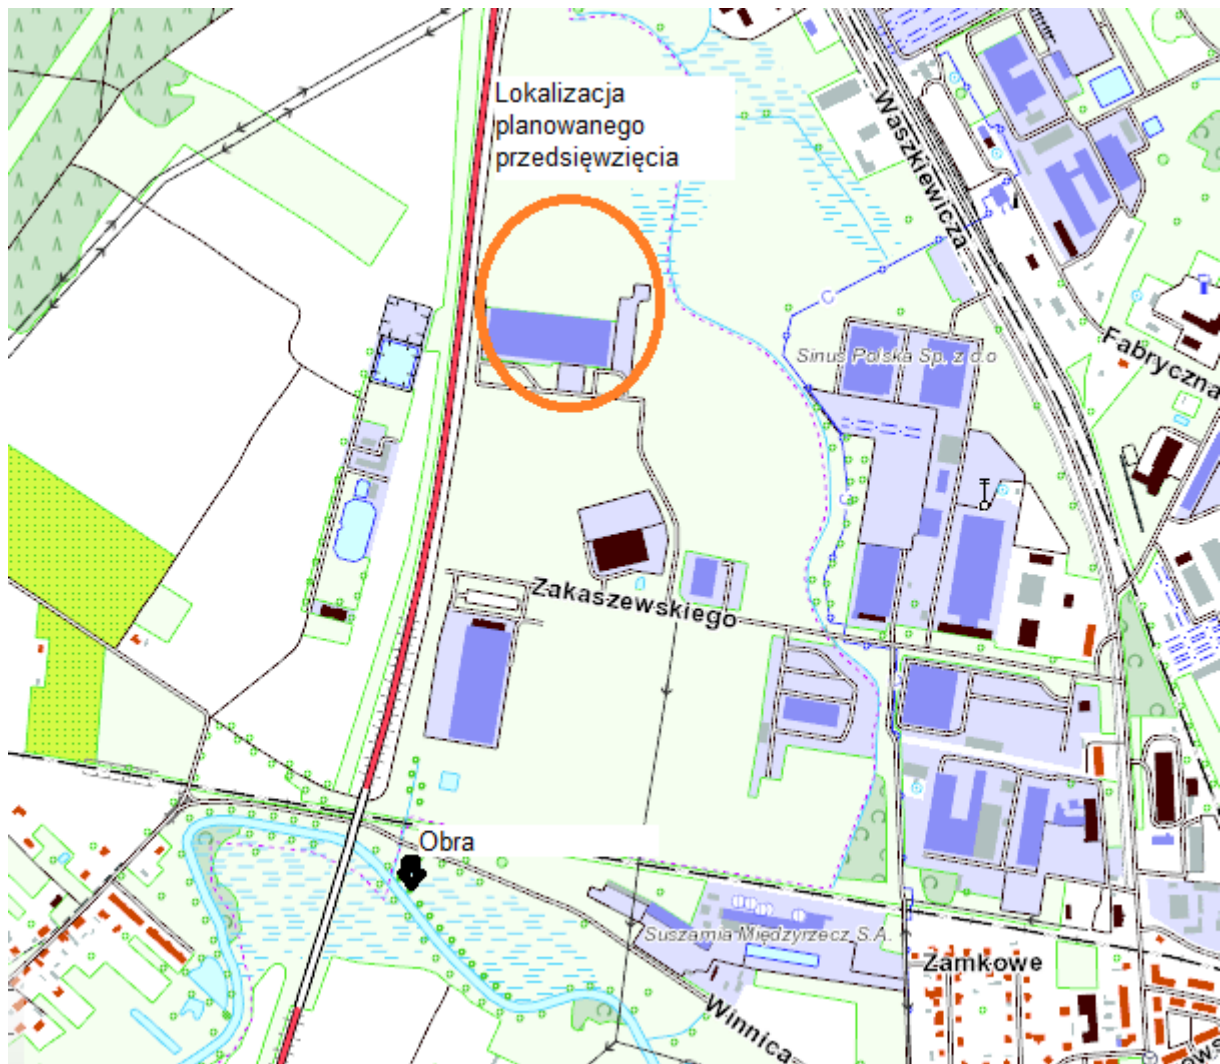 Lokalizacja
planowanego
przedsięwzięcia
Waszkiewicza
Fabryczna
Sinus Polska Sp. z o.o
Zakaszewskiego
Obra
Suszarnia Międzyrzecz S.A.
Zamkowe
Winnica